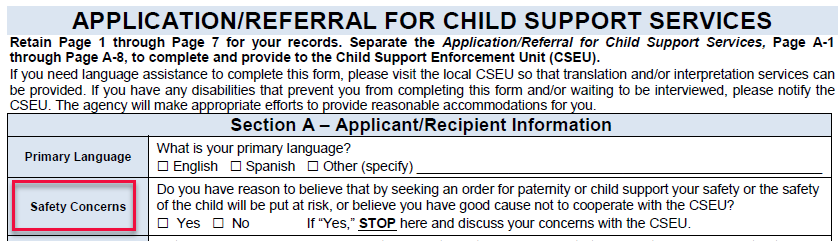 APPLICATION/REFERRAL FOR CHILD SUPPORT SERVICES
Retain Page 1 through Page 7 for your records. Separate the Application/Referral for Child Support Services, Page A-1
through Page A-8, to complete and provide to the Child Support Enforcement Unit (CSEU).
If you need language assistance to complete this form, please visit the local CSEU so that translation and/or interpretation services can
be provided. If you have any disabilities that prevent you from completing this form and/or waiting to be interviewed, please notify the
CSEU. The agency will make appropriate efforts to provide reasonable accommodations for you.
Section A – Applicant/Recipient Information
Primary Language
What is your primary language?
☐ English ☐ Spanish ☐ Other (specify)
Safety Concerns
Do you have reason to believe that by seeking an order for paternity or child support your safety or the safety
of the child will be put at risk, or believe you have good cause not to cooperate with the CSEU?
☐ Yes ☐ No If “Yes,” STOP here and discuss your concerns with the CSEU.